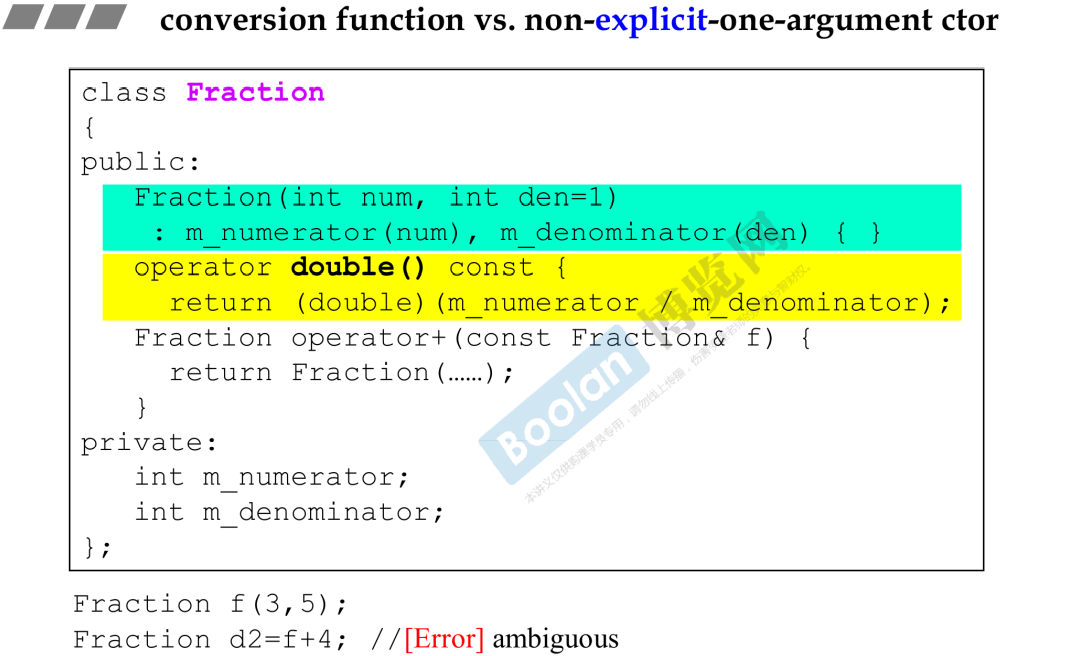 conversion function vs. non-explicit-one-argument ctor
class Fraction
{
public:
Fraction(int num, int den=1)
: m_numerator(num), m_denominator(den) { }
operator double() const {
return (double)(m_numerator / m_denominator);
Fraction operator+(const Fraction& f) {
return Fraction(……);
}
private:
int m_numerator;
int m_denominator;
};
Boolan 博览网
Fraction f(3,5);
Fraction d2=f+4; //[Error] ambiguous